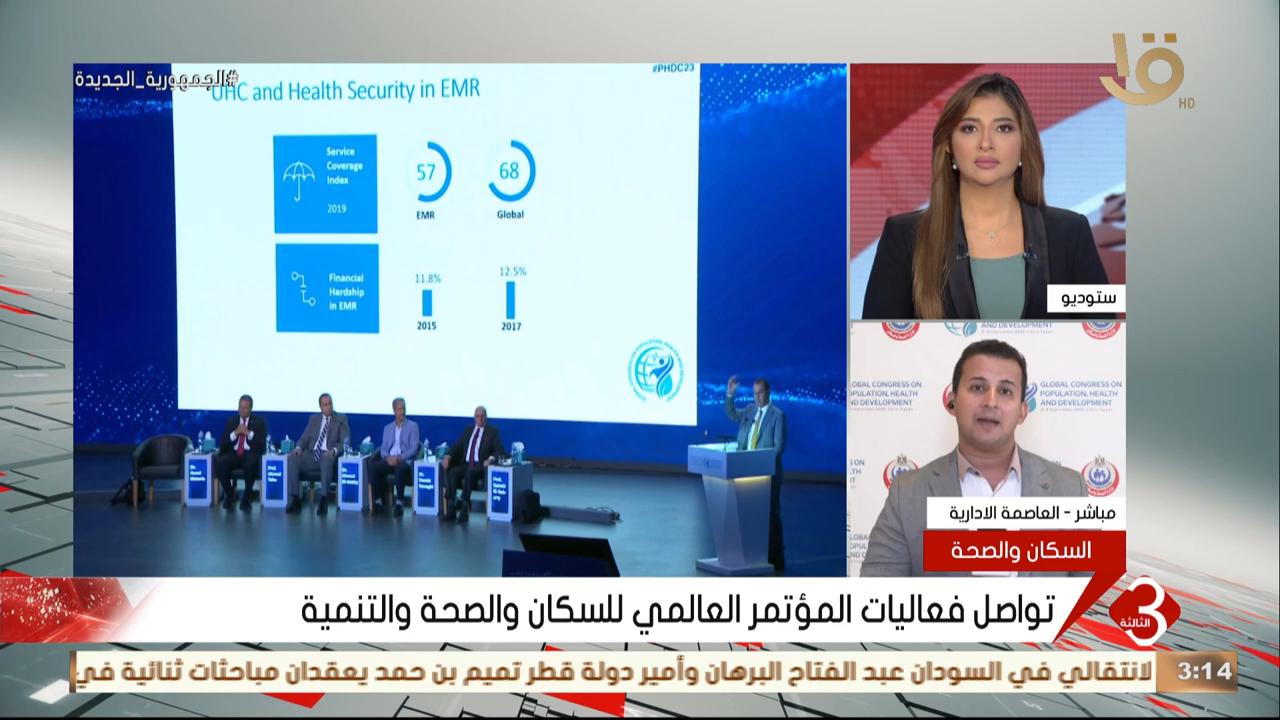 #الجمهورية_الجديدة
#PHDC23
UHC and Health Security in EMR
Service
Coverage
Index
2019
57
EMR
68
Global
Financial
Hardship
in EMR
11.8%
2015
12.5%
2017
HD
ستوديو
AND DEVELOPMENT
GLOBAL CONGRESS ON
POPULATION, HEALTH
AND DEVELOPMENT
مباشر - العاصمة الادارية
السكان والصحة
3
الثالثة
تواصل فعاليات المؤتمر العالمي للسكان والصحة والتنمية
لانتقالي في السودان عبد الفتاح البرهان وأمير دولة قطر تميم بن حمد يعقدان مباحثات ثنائية في
3:14